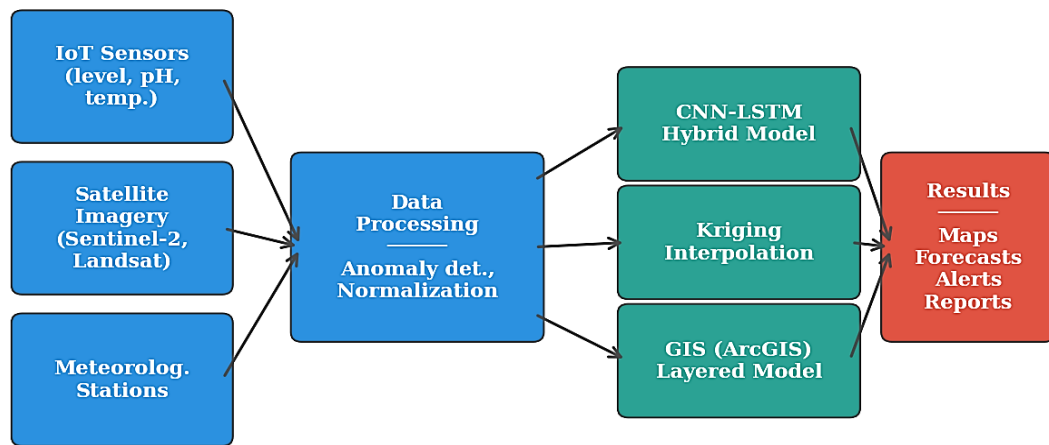 IoT Sensors
(level, pH,
temp.)
Satellite
Imagery
(Sentinel-2,
Landsat)
Meteorolog.
Stations
Data
Processing
Anomaly det.,
Normalization
CNN-LSTM
Hybrid Model
Kriging
Interpolation
GIS (ArcGIS)
Layered Model
Results
Maps
Forecasts
Alerts
Reports